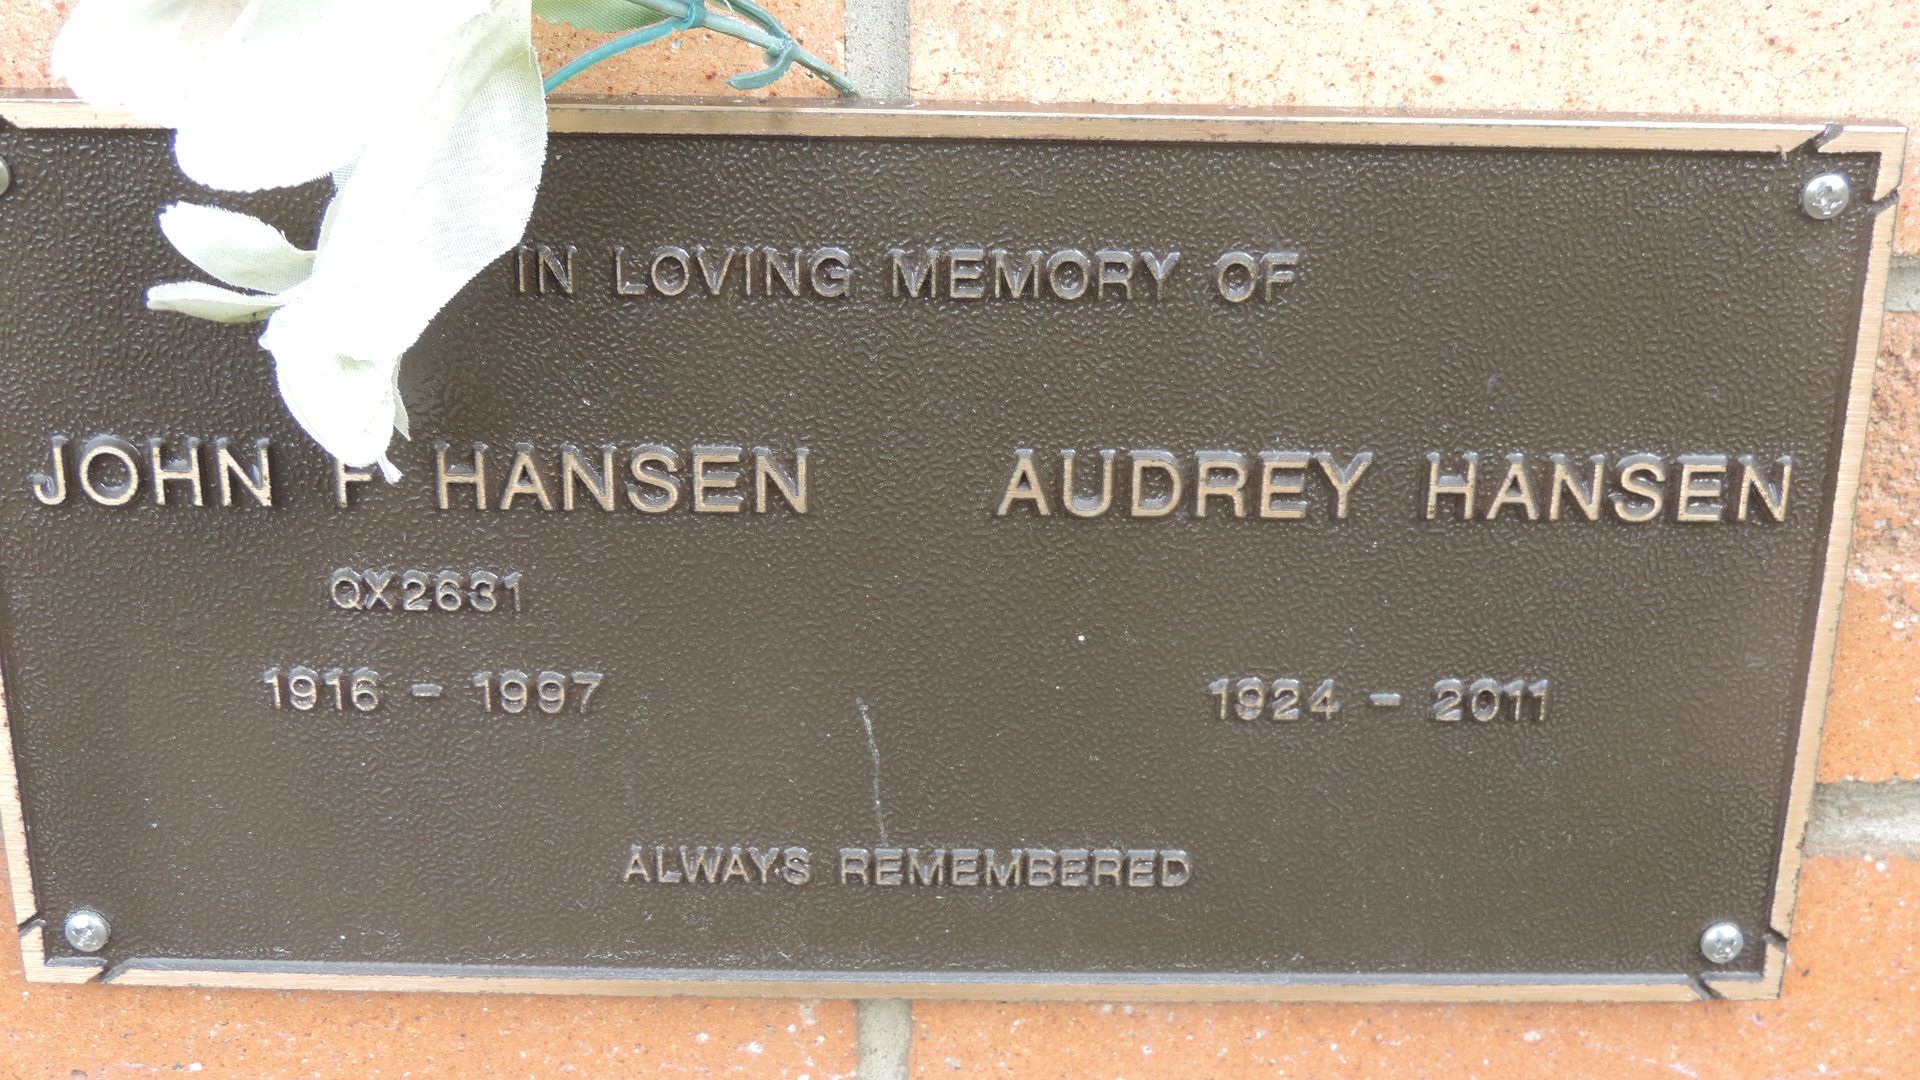 IN LOVING MEMORY OF
JOHN F HANSEN AUDREY HANSEN
QX2631
1916 - 1997 1924 - 2011
ALWAYS REMEMBERED